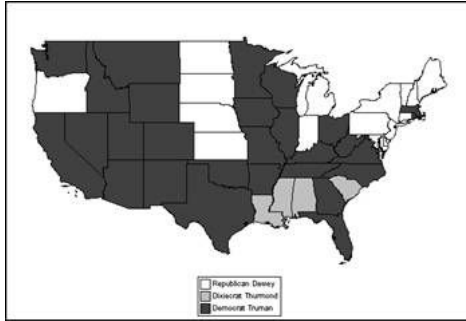 Republican Dewey
Dixiecrat Thurmond
Democrat Truman